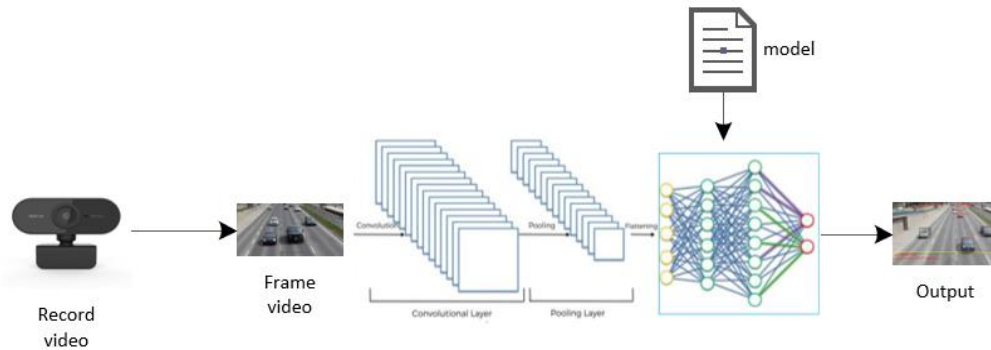 model
Convolution
Pooling
Flattening
Frame
video
Convolutional Layer
Pooling Layer
Output
Record
video